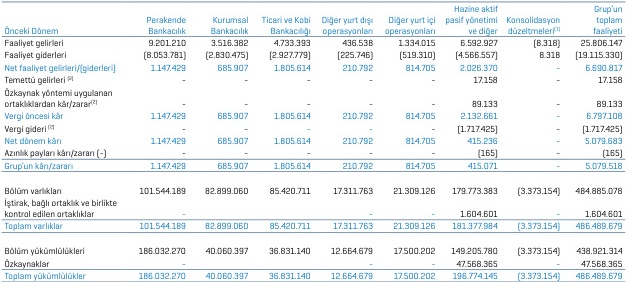 Önceki Dönem Perakende Bankacılık Kurumsal Bankacılık Ticari ve Kobi Bankacılığı Diğer yurt dışı operasyonları Diğer yurt içi operasyonları Hazine aktif pasif yönetimi ve diğer Konsolidasyon düzeltmeleri(1) Grup'un toplam faaliyeti
Faaliyet gelirleri 9.201.210 3.516.382 4.733.393 436.538 1.334.015 6.592.927 (8.318) 25.806.147
Faaliyet giderleri (8.053.781) (2.830.475) (2.927.779) (225.746) (519.310) (4.566.557) 8.318 (19.115.330)
Net faaliyet gelirleri/(giderleri) 1.147.429 685.907 1.805.614 210.792 814.705 2.026.370 – 6.690.817
Temettü gelirleri (2) – – – – – 17.158 – 17.158
Özkaynak yöntemi uygulanan
ortaklıklardan kâr/zarar(2) – – – – – 89.133 – 89.133
Vergi öncesi kâr 1.147.429 685.907 1.805.614 210.792 814.705 2.132.661 – 6.797.108
Vergi gideri (2) – – – – – (1.717.425) – (1.717.425)
Net dönem kârı 1.147.429 685.907 1.805.614 210.792 814.705 415.236 – 5.079.683
Azınlık payları kârı/zararı (-) – – – – – (165) – (165)
Grup'un kârı/zararı 1.147.429 685.907 1.805.614 210.792 814.705 415.071 – 5.079.518
Bölüm varlıkları 101.544.189 82.899.060 85.420.711 17.311.763 21.309.126 179.773.383 (3.373.154) 484.885.078
İştirak, bağlı ortaklık ve birlikte
kontrol edilen ortaklıklar – – – – – 1.604.601 – 1.604.601
Toplam varlıklar 101.544.189 82.899.060 85.420.711 17.311.763 21.309.126 181.377.984 (3.373.154) 486.489.679
Bölüm yükümlülükleri 186.032.270 40.060.397 36.831.140 12.664.679 17.500.202 149.205.780 (3.373.154) 438.921.314
Özkaynaklar – – – – – 47.568.365 – 47.568.365
Toplam yükümlülükler 186.032.270 40.060.397 36.831.140 12.664.679 17.500.202 196.774.145 (3.373.154) 486.489.679